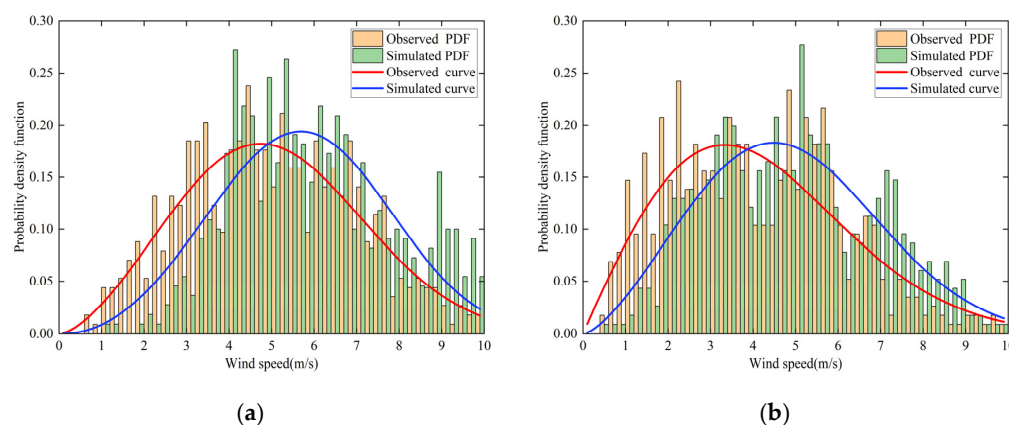 0.30
0.25
0.20
0.15
0.10
0.05
0.00
Probability density function
0 1 2 3 4 5 6 7 8 9 10
Wind speed(m/s)
Observed PDF
Simulated PDF
Observed curve
Simulated curve
(a)
0.30
0.25
0.20
0.15
0.10
0.05
0.00
Probability density function
0 1 2 3 4 5 6 7 8 9 10
Wind speed(m/s)
Observed PDF
Simulated PDF
Observed curve
Simulated curve
(b)